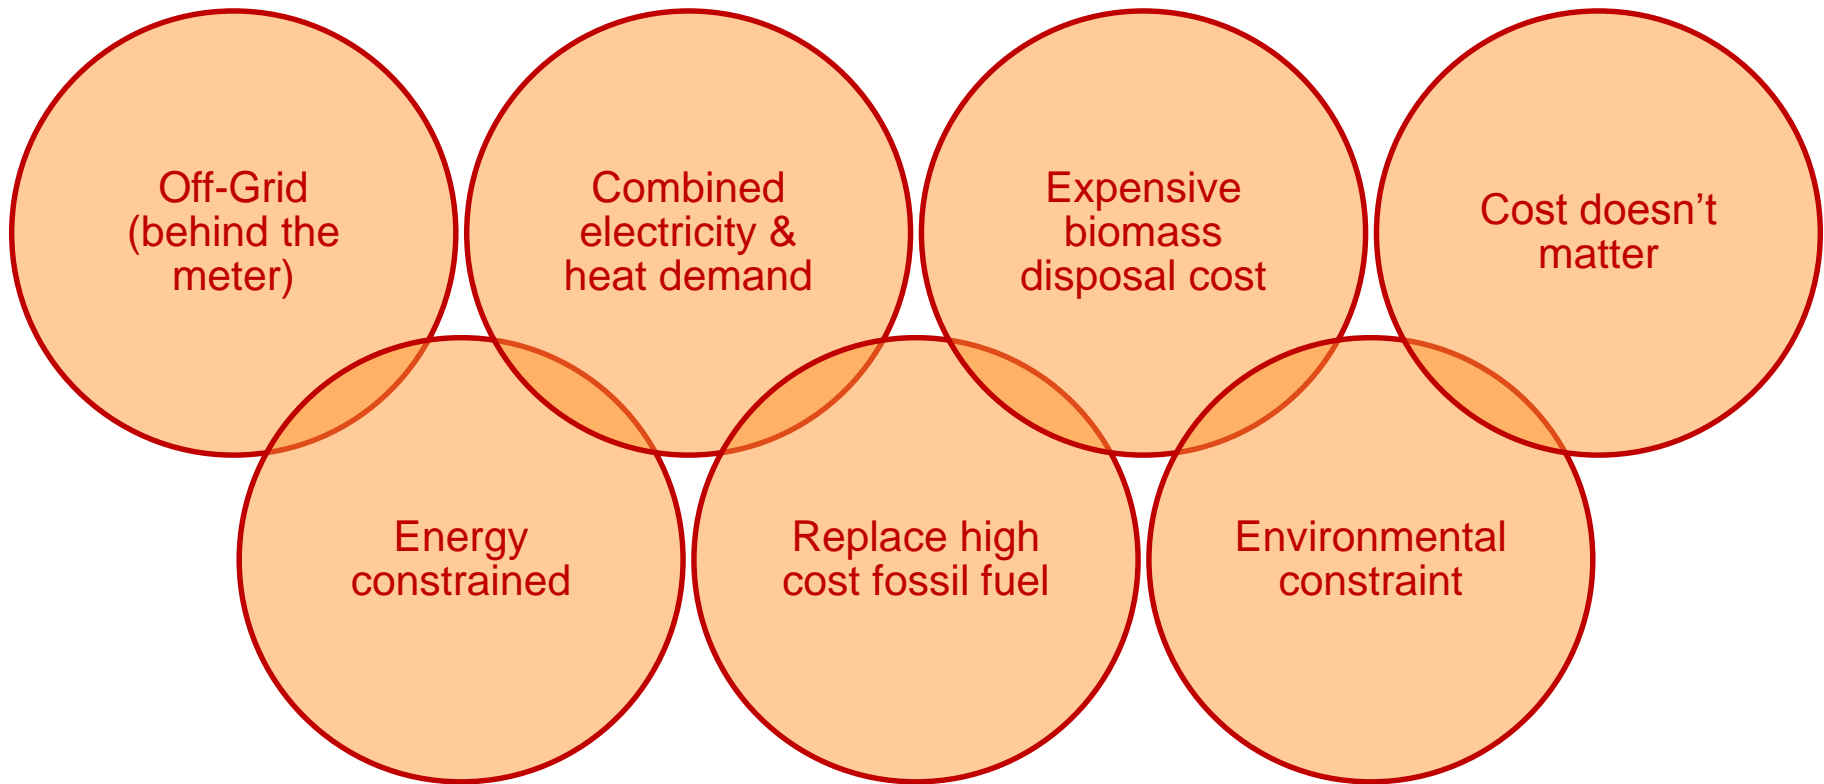 Off-Grid
(behind the
meter)
Combined
electricity &
heat demand
Expensive
biomass
disposal cost
Cost doesn’t
matter
Energy
constrained
Replace high
cost fossil fuel
Environmental
constraint